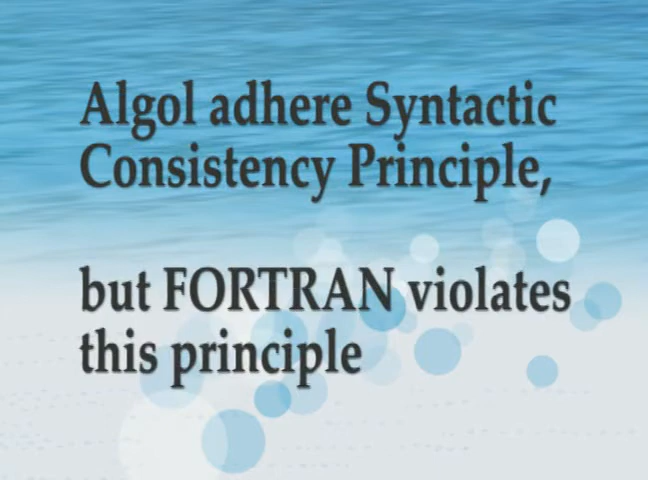 Algol adhere Syntactic
Consistency Principle,
but FORTRAN violates
this principle